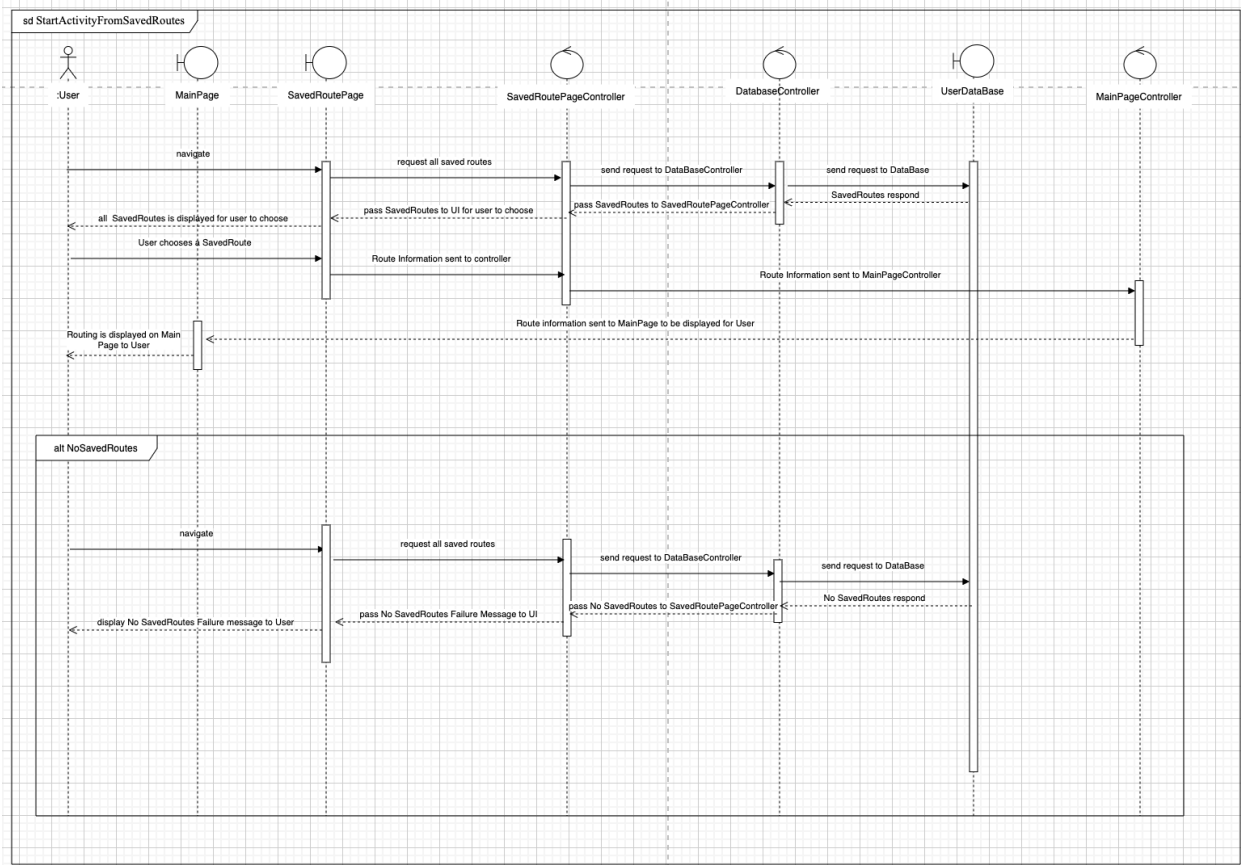 sd StartActivityFromSavedRoutes
:User
MainPage
SavedRoutePage
SavedRoutePageController
DatabaseController
UserDataBase
MainPageController
navigate
request all saved routes
send request to DataBaseController
send request to DataBase
SavedRoutes respond
pass SavedRoutes to SavedRoutePageController
pass SavedRoutes to UI for user to choose
all SavedRoutes is displayed for user to choose
User chooses a SavedRoute
Route Information sent to controller
Route Information sent to MainPageController
Route information sent to MainPage to be displayed for User
Routing is displayed on Main
Page to User
alt NoSavedRoutes
navigate
request all saved routes
send request to DataBaseController
send request to DataBase
No SavedRoutes respond
pass No SavedRoutes to SavedRoutePageController
pass No SavedRoutes Failure Message to UI
display No SavedRoutes Failure message to User